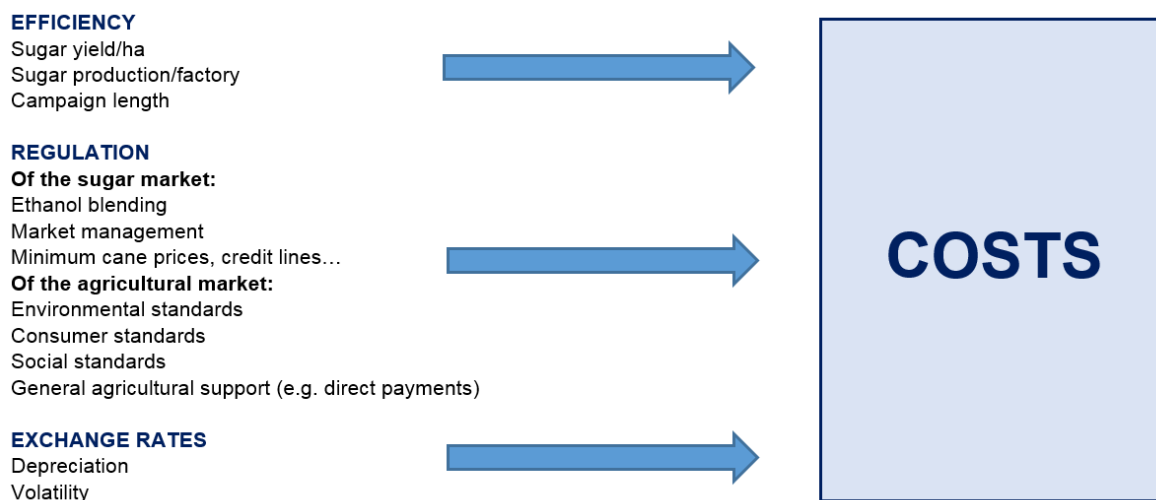 EFFICIENCY
Sugar yield/ha
Sugar production/factory
Campaign length
REGULATION
Of the sugar market:
Ethanol blending
Market management
Minimum cane prices, credit lines…
Of the agricultural market:
Environmental standards
Consumer standards
Social standards
General agricultural support (e.g. direct payments)
EXCHANGE RATES
Depreciation
Volatility
COSTS